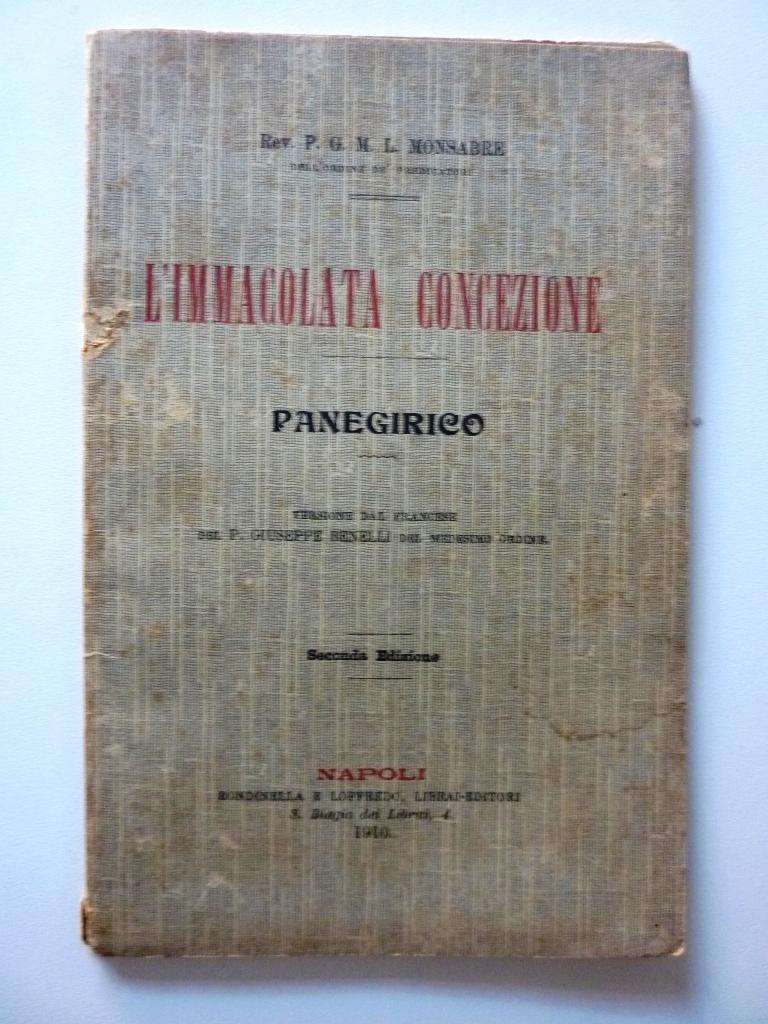 Rev. P. G. M. L. MONSABRE
DELL'ORDINE DE' PREDICATORI
L'IMMACOLATA CONCEZIONE
PANEGIRICO
VERSIONE DAL FRANCESE
DEL P. GIUSEPPE BENELLI DEL MEDESIMO ORDINE.
Seconda Edizione
NAPOLI
RONDINELLA E LOFFREDO, LIBRAI-EDITORI
S. Biagio dei Librai, 4.
1910.